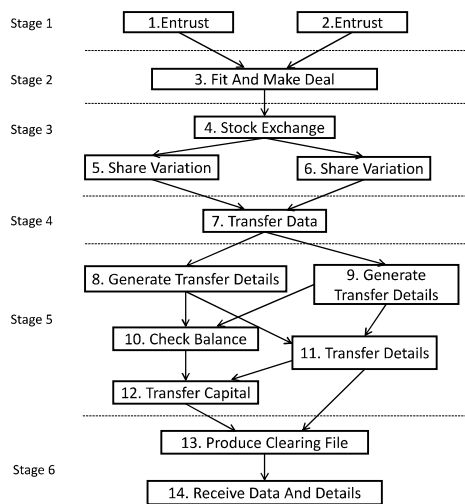 Stage 1
1.Entrust
2.Entrust
Stage 2
3. Fit And Make Deal
Stage 3
4. Stock Exchange
5. Share Variation
6. Share Variation
Stage 4
7. Transfer Data
Stage 5
8. Generate Transfer Details
9. Generate
Transfer Details
10. Check Balance
11. Transfer Details
12. Transfer Capital
Stage 6
13. Produce Clearing File
14. Receive Data And Details